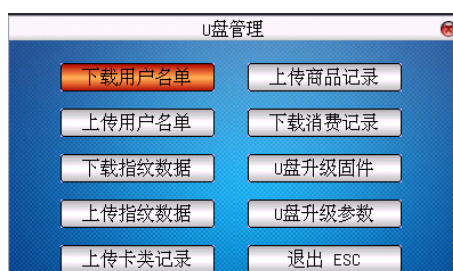 U盘管理
下载用户名单
上传商品记录
上传用户名单
下载消费记录
下载指纹数据
U盘升级固件
上传指纹数据
U盘升级参数
上传卡类记录
退出 ESC